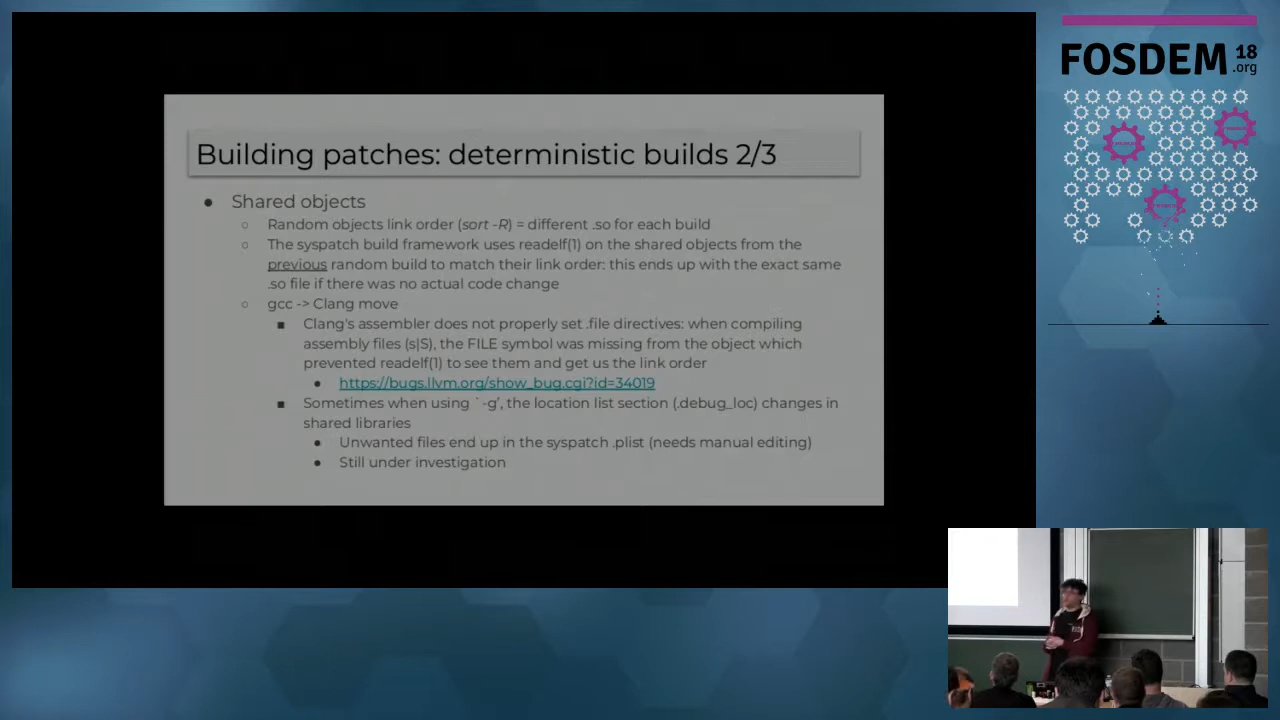 FOSDEM 18
.org
Building patches: deterministic builds 2/3
● Shared objects
○ Random objects link order (sort -R) = different .so for each build
○ The syspatch build framework uses readelf(1) on the shared objects from the
previous random build to match their link order: this ends up with the exact same
.so file if there was no actual code change
○ gcc -> Clang move
■ Clang's assembler does not properly set .file directives: when compiling
assembly files (s|S), the FILE symbol was missing from the object which
prevented readelf(1) to see them and get us the link order
● https://bugs.llvm.org/show_bug.cgi?id=34019
■ Sometimes when using `-g', the location list section (.debug_loc) changes in
shared libraries
● Unwanted files end up in the syspatch .plist (needs manual editing)
● Still under investigation